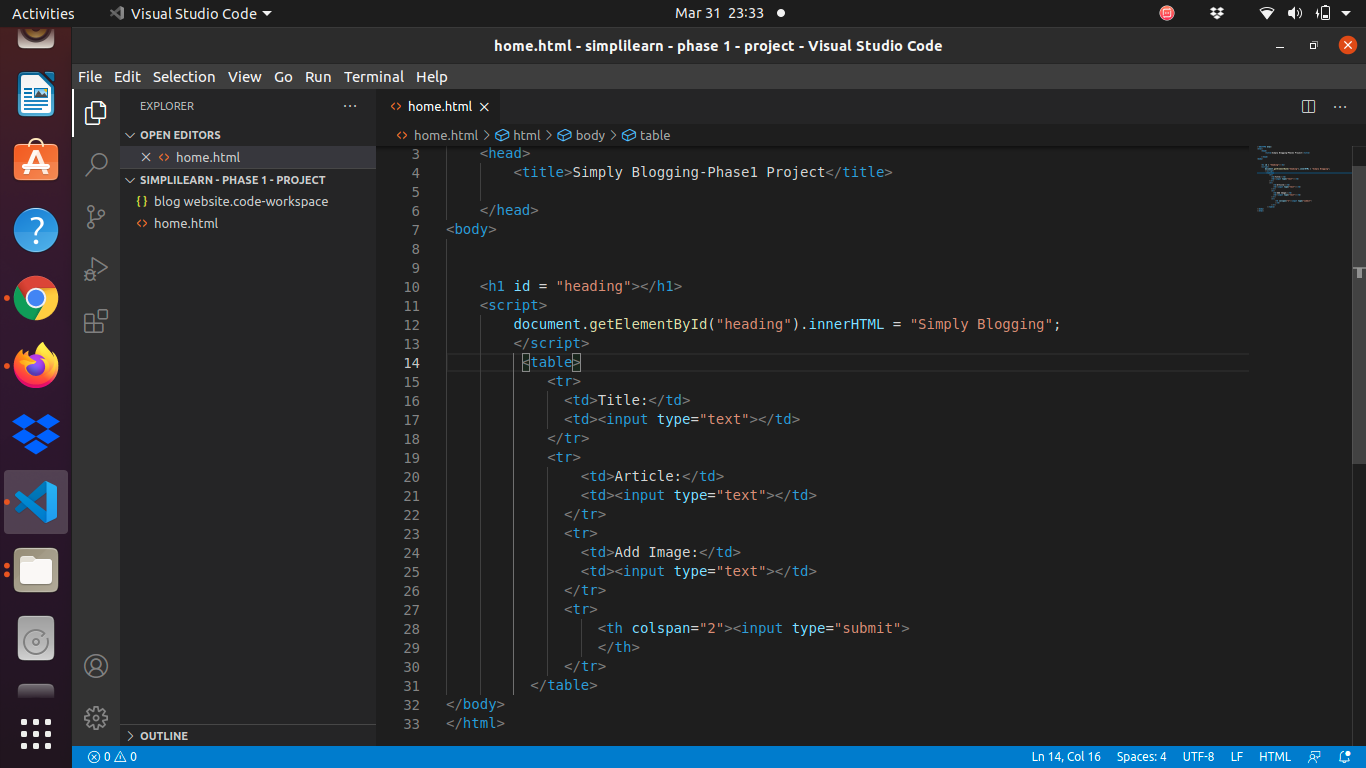 Activities Visual Studio Code Mar 31 23:33
home.html - simplilearn - phase 1 - project - Visual Studio Code
File Edit Selection View Go Run Terminal Help
EXPLORER
OPEN EDITORS
home.html
SIMPLILEARN - PHASE 1 - PROJECT
{ } blog website.code-workspace
<> home.html
OUTLINE
<> home.html
<> home.html > html > body > table
3 <head>
4 <title>Simply Blogging-Phase1 Project</title>
5
6 </head>
7 <body>
8
9
10 <h1 id = "heading"></h1>
11 <script>
12 document.getElementById("heading").innerHTML = "Simply Blogging";
13 </script>
14 <table>
15 <tr>
16 <td>Title:</td>
17 <td><input type="text"></td>
18 </tr>
19 <tr>
20 <td>Article:</td>
21 <td><input type="text"></td>
22 </tr>
23 <tr>
24 <td>Add Image:</td>
25 <td><input type="text"></td>
26 </tr>
27 <tr>
28 <th colspan="2"><input type="submit">
29 </th>
30 </tr>
31 </table>
32 </body>
33 </html>
0 0 Ln 14, Col 16 Spaces: 4 UTF-8 LF HTML